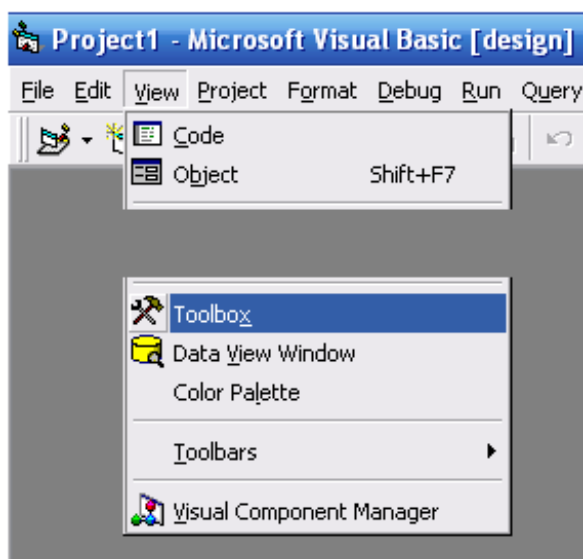 Project1 - Microsoft Visual Basic [design]
File Edit View Project Format Debug Run Query
Code
Object Shift+F7
Toolbox
Data View Window
Color Palette
Toolbars
Visual Component Manager